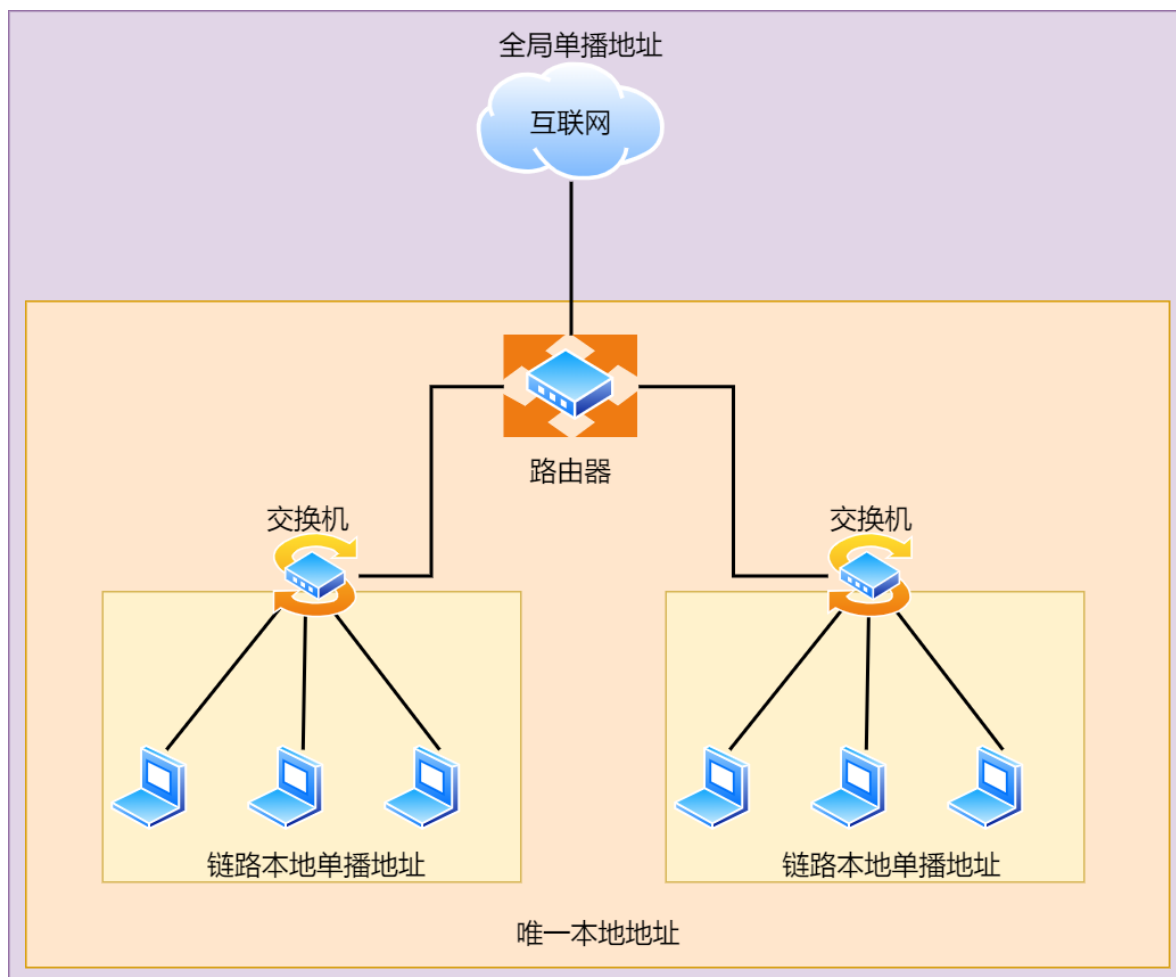 全局单播地址
互联网
路由器
交换机
交换机
链路本地单播地址
链路本地单播地址
唯一本地地址